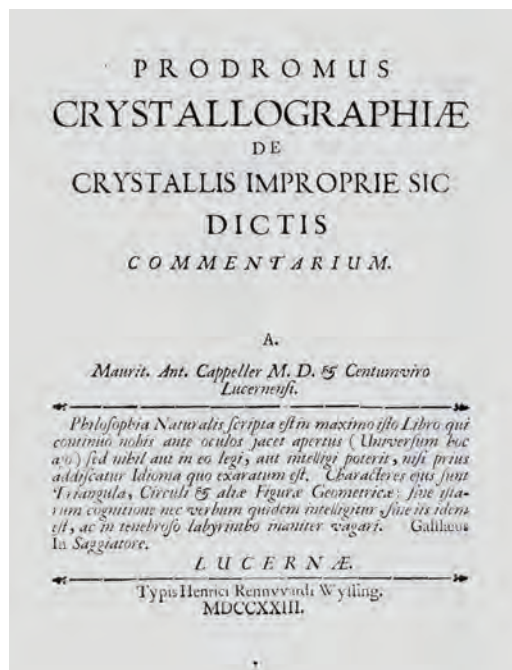 PRODROMUS
CRYSTALLOGRAPHIÆ
DE
CRYSTALLIS IMPROPRIE SIC
DICTIS
COMMENTARIUM.
A.
Maurit. Ant. Cappeller M. D. & Centumviro
Lucernensi.
Philosophia Naturalis scripta est in maximo isto Libro qui
continuò nobis ante oculos jacet apertus (Universum hoc
ajo) sed nihil aut in eo legi, aut intelligi poterit, nisi prius
addiscatur Idioma quo exaratum est. Characteres ejus sunt
Triangula, Circuli & aliæ Figuræ Geometricæ; sine ista-
rum cognitione nec verbum quidem intelligitur, sine iis idem
est, ac in tenebroso labyrintho inaniter vagari. Galilæus
In Saggiatore.
LUCERNÆ.
Typis Henrici Rennvvardi Wyssing.
MDCCXXIII.